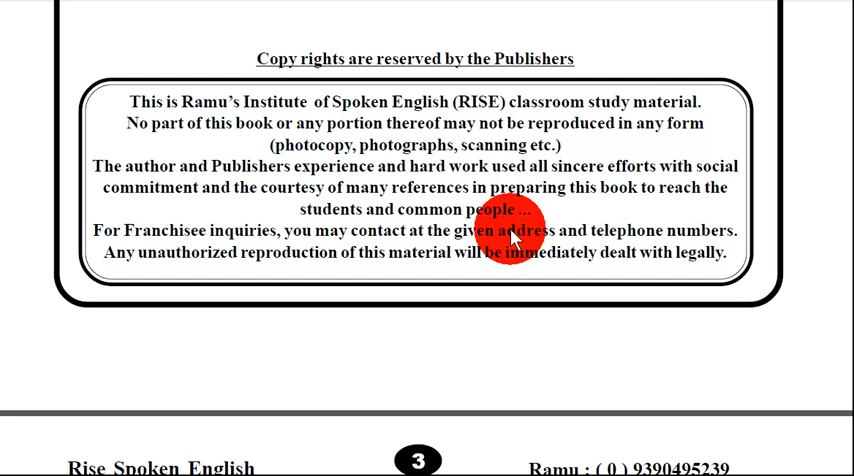 Copy rights are reserved by the Publishers
This is Ramu's Institute of Spoken English (RISE) classroom study material.
No part of this book or any portion thereof may not be reproduced in any form
(photocopy, photographs, scanning etc.)
The author and Publishers experience and hard work used all sincere efforts with social
commitment and the courtesy of many references in preparing this book to reach the
students and common people ...
For Franchisee inquiries, you may contact at the given address and telephone numbers.
Any unauthorized reproduction of this material will be immediately dealt with legally.
Rise Spoken English
3
Ramu: ( 0 ) 9390495239